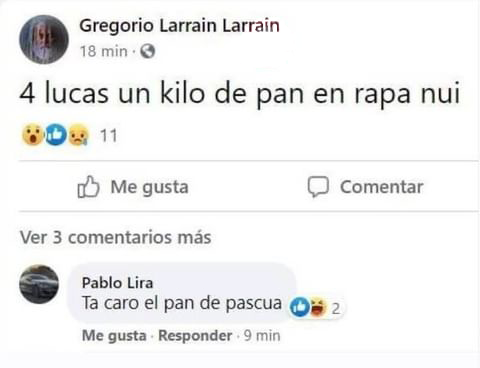 Gregorio Larrain Larrain
18 min ·
4 lucas un kilo de pan en rapa nui
11
Me gusta
Comentar
Ver 3 comentarios más
Pablo Lira
Ta caro el pan de pascua
2
Me gusta · Responder · 9 min